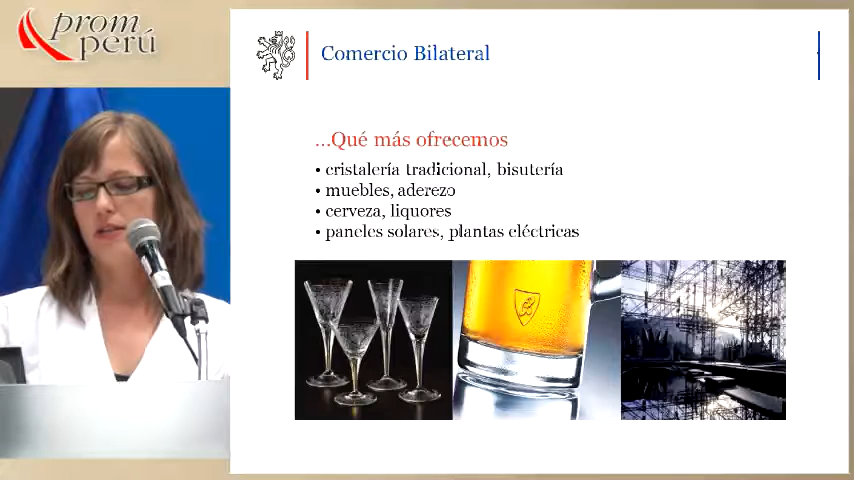 prom
perú
Comercio Bilateral
...Qué más ofrecemos
• cristalería tradicional, bisutería
• muebles, aderezo
• cerveza, liquores
• paneles solares, plantas eléctricas